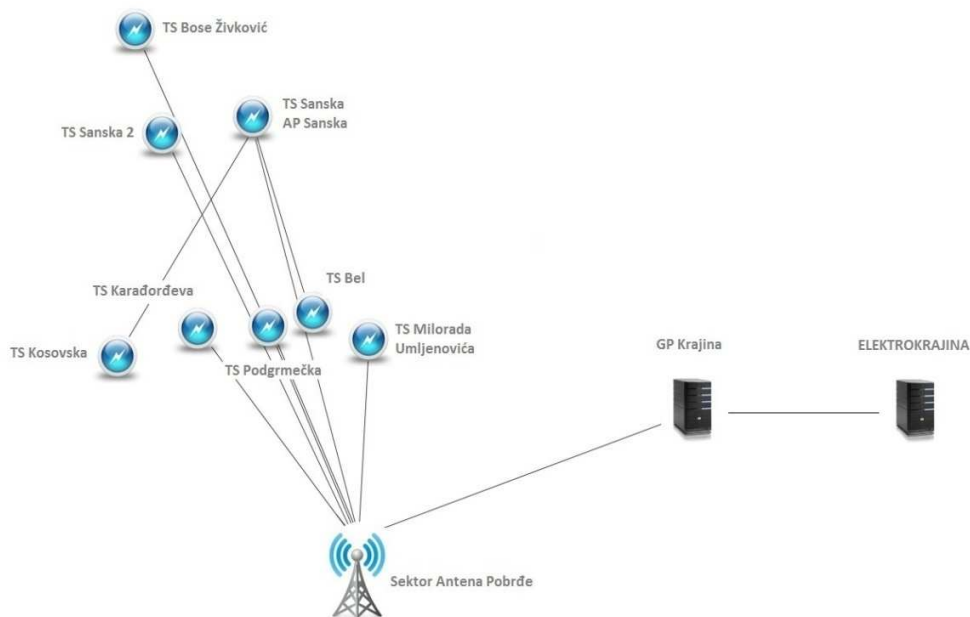 TS Bose Živković
TS Sanska
AP Sanska
TS Sanska 2
TS Bel
TS Karađorđeva
TS Milorada
Umljenovića
TS Kosovska
TS Podgrmečka
GP Krajina
ELEKTROKRAJINA
Sektor Antena Pobrđe